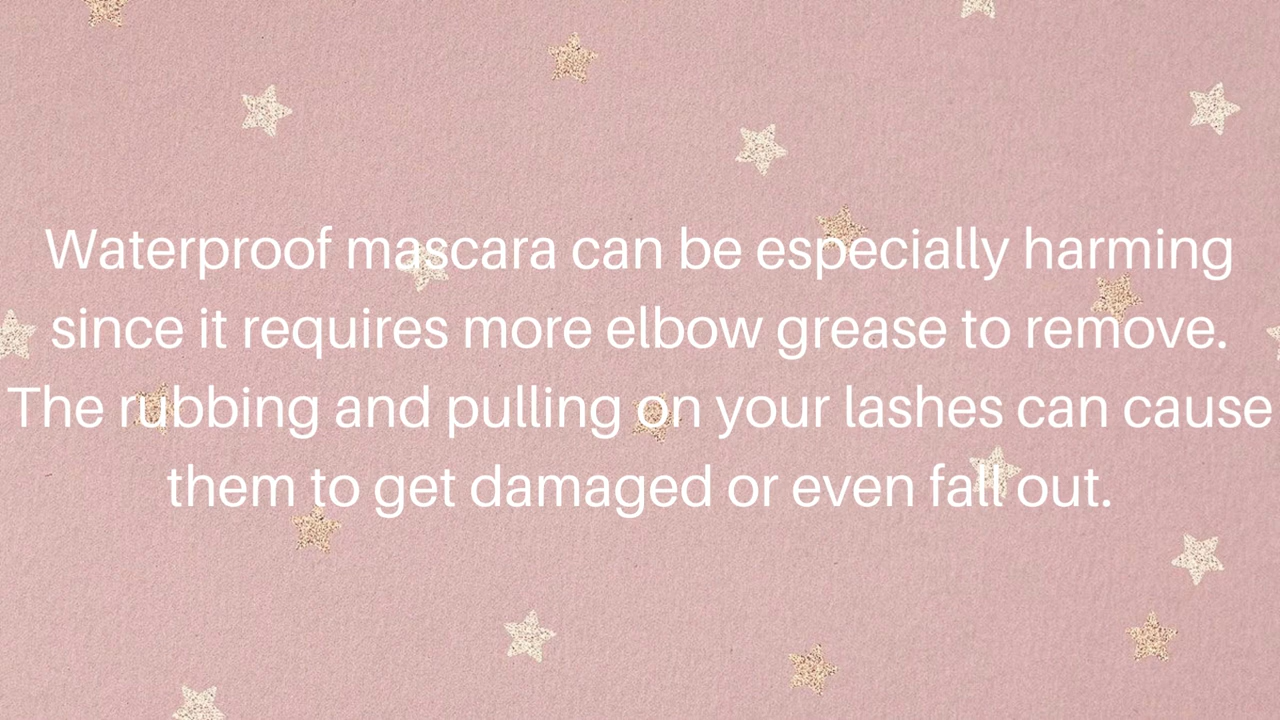 Waterproof mascara can be especially harming
since it requires more elbow grease to remove.
The rubbing and pulling on your lashes can cause
them to get damaged or even fall out.